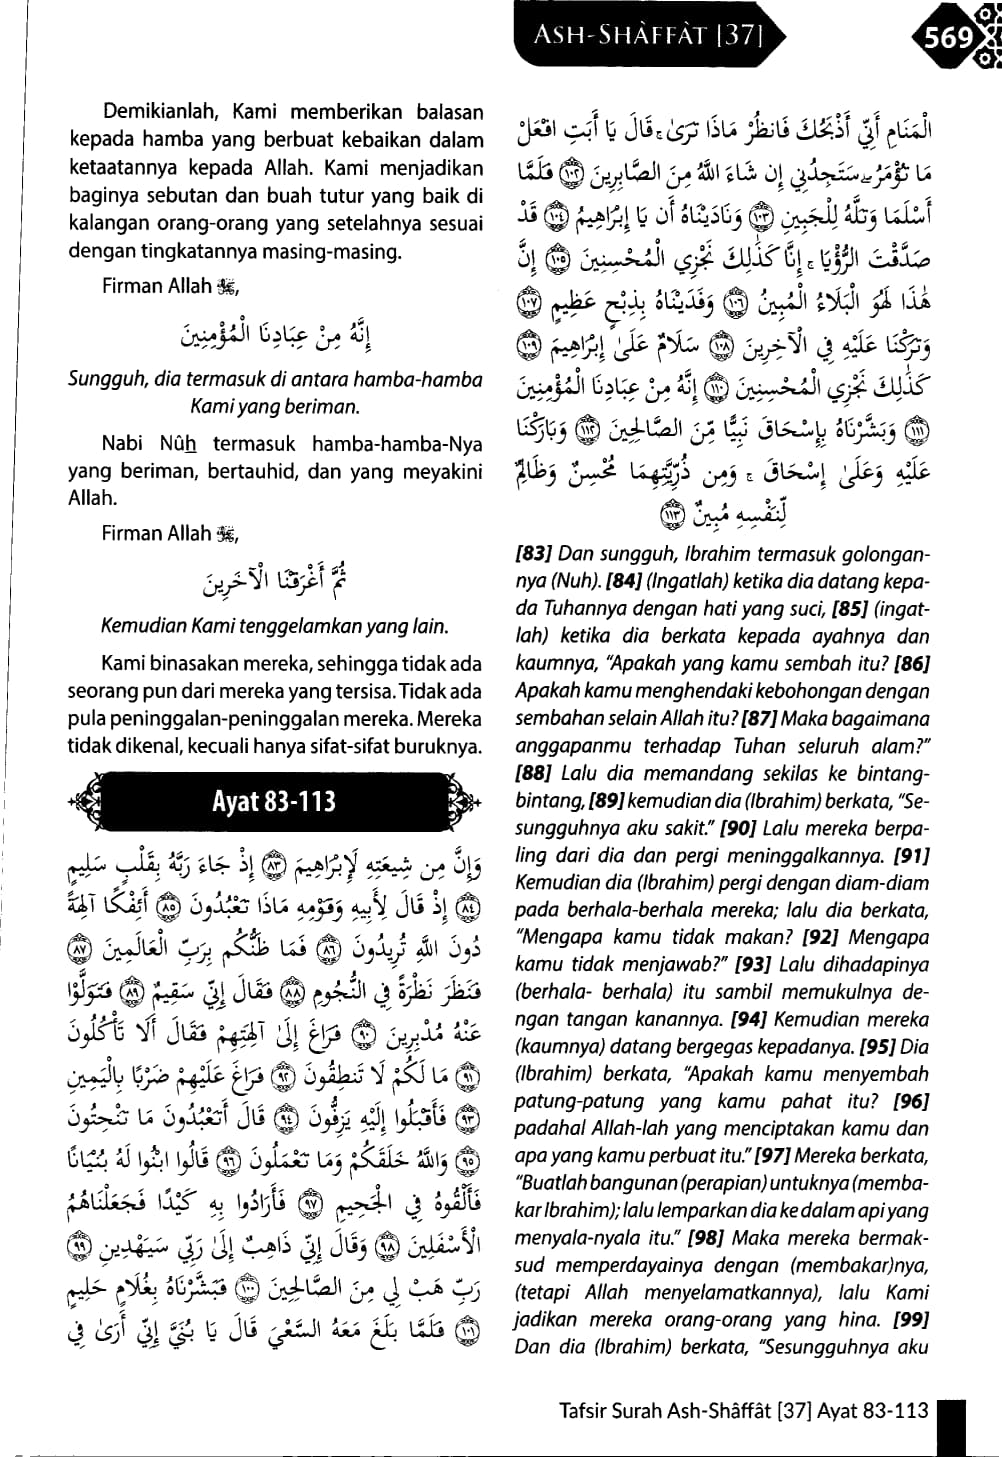 ASH-SHÂFFÂT [37]
569
Demikianlah, Kami memberikan balasan
kepada hamba yang berbuat kebaikan dalam
ketaatannya kepada Allah. Kami menjadikan
baginya sebutan dan buah tutur yang baik di
kalangan orang-orang yang setelahnya sesuai
dengan tingkatannya masing-masing.
Firman Allah ﷻ,
إِنَّهُ مِنْ عِبَادِنَا الْمُؤْمِنِينَ
Sungguh, dia termasuk di antara hamba-hamba
Kami yang beriman.
Nabi Nûh termasuk hamba-hamba-Nya
yang beriman, bertauhid, dan yang meyakini
Allah.
Firman Allah ﷻ,
ثُمَّ أَغْرَقْنَا الْآخَرِينَ
Kemudian Kami tenggelamkan yang lain.
Kami binasakan mereka, sehingga tidak ada
seorang pun dari mereka yang tersisa. Tidak ada
pula peninggalan-peninggalan mereka. Mereka
tidak dikenal, kecuali hanya sifat-sifat buruknya.
Ayat 83-113
وَإِنَّ مِن شِيعَتِهِ لَإِبْرَاهِيمَ ﴿٨٣﴾ إِذْ جَاءَ رَبَّهُ بِقَلْبٍ سَلِيمٍ
﴿٨٤﴾ إِذْ قَالَ لِأَبِيهِ وَقَوْمِهِ مَاذَا تَعْبُدُونَ ﴿٨٥﴾ أَئِفْكًا آلِهَةً
دُونَ اللَّهِ تُرِيدُونَ ﴿٨٦﴾ فَمَا ظَنُّكُم بِرَبِّ الْعَالَمِينَ ﴿٨٧﴾
فَنَظَرَ نَظْرَةً فِي النُّجُومِ ﴿٨٨﴾ فَقَالَ إِنِّي سَقِيمٌ ﴿٨٩﴾ فَتَوَلَّوْا
عَنْهُ مُدْبِرِينَ ﴿٩٠﴾ فَرَاغَ إِلَىٰ آلِهَتِهِمْ فَقَالَ أَلَا تَأْكُلُونَ
﴿٩١﴾ مَا لَكُمْ لَا تَنطِقُونَ ﴿٩٢﴾ فَرَاغَ عَلَيْهِمْ ضَرْبًا بِالْيَمِينِ
﴿٩٣﴾ فَأَقْبَلُوا إِلَيْهِ يَزِفُّونَ ﴿٩٤﴾ قَالَ أَتَعْبُدُونَ مَا تَنْحِتُونَ
﴿٩٥﴾ وَاللَّهُ خَلَقَكُمْ وَمَا تَعْمَلُونَ ﴿٩٦﴾ قَالُوا ابْنُوا لَهُ بُنْيَانًا
فَأَلْقُوهُ فِي الْجَحِيمِ ﴿٩٧﴾ فَأَرَادُوا بِهِ كَيْدًا فَجَعَلْنَاهُمُ
الْأَسْفَلِينَ ﴿٩٨﴾ وَقَالَ إِنِّي ذَاهِبٌ إِلَىٰ رَبِّي سَيَهْدِينِ ﴿٩٩﴾
رَبِّ هَبْ لِي مِنَ الصَّالِحِينَ ﴿١٠٠﴾ فَبَشَّرْنَاهُ بِغُلَامٍ حَلِيمٍ
﴿١٠١﴾ فَلَمَّا بَلَغَ مَعَهُ السَّعْيَ قَالَ يَا بُنَيَّ إِنِّي أَرَىٰ فِي
الْمَنَامِ أَنِّي أَذْبَحُكَ فَانظُرْ مَاذَا تَرَىٰ ۚ قَالَ يَا أَبَتِ افْعَلْ
مَا تُؤْمَرُ ۖ سَتَجِدُنِي إِن شَاءَ اللَّهُ مِنَ الصَّابِرِينَ ﴿١٠٢﴾ فَلَمَّا
أَسْلَمَا وَتَلَّهُ لِلْجَبِينِ ﴿١٠٣﴾ وَنَادَيْنَاهُ أَن يَا إِبْرَاهِيمُ ﴿١٠٤﴾ قَدْ
صَدَّقْتَ الرُّؤْيَا ۚ إِنَّا كَذَٰلِكَ نَجْزِي الْمُحْسِنِينَ ﴿١٠٥﴾ إِنَّ
هَٰذَا لَهُوَ الْبَلَاءُ الْمُبِينُ ﴿١٠٦﴾ وَفَدَيْنَاهُ بِذِبْحٍ عَظِيمٍ ﴿١٠٧﴾
وَتَرَكْنَا عَلَيْهِ فِي الْآخِرِينَ ﴿١٠٨﴾ سَلَامٌ عَلَىٰ إِبْرَاهِيمَ ﴿١٠٩﴾
كَذَٰلِكَ نَجْزِي الْمُحْسِنِينَ ﴿١١٠﴾ إِنَّهُ مِنْ عِبَادِنَا الْمُؤْمِنِينَ
﴿١١١﴾ وَبَشَّرْنَاهُ بِإِسْحَاقَ نَبِيًّا مِّنَ الصَّالِحِينَ ﴿١١٢﴾ وَبَارَكْنَا
عَلَيْهِ وَعَلَىٰ إِسْحَاقَ ۚ وَمِن ذُرِّيَّتِهِمَا مُحْسِنٌ وَظَالِمٌ
لِّنَفْسِهِ مُبِينٌ ﴿١١٣﴾
[83] Dan sungguh, Ibrahim termasuk golongan-
nya (Nuh). [84] (Ingatlah) ketika dia datang kepa-
da Tuhannya dengan hati yang suci, [85] (ingat-
lah) ketika dia berkata kepada ayahnya dan
kaumnya, “Apakah yang kamu sembah itu? [86]
Apakah kamu menghendaki kebohongan dengan
sembahan selain Allah itu? [87] Maka bagaimana
anggapanmu terhadap Tuhan seluruh alam?”
[88] Lalu dia memandang sekilas ke bintang-
bintang, [89] kemudian dia (Ibrahim) berkata, “Se-
sungguhnya aku sakit.” [90] Lalu mereka berpa-
ling dari dia dan pergi meninggalkannya. [91]
Kemudian dia (Ibrahim) pergi dengan diam-diam
pada berhala-berhala mereka; lalu dia berkata,
“Mengapa kamu tidak makan? [92] Mengapa
kamu tidak menjawab?” [93] Lalu dihadapinya
(berhala- berhala) itu sambil memukulnya de-
ngan tangan kanannya. [94] Kemudian mereka
(kaumnya) datang bergegas kepadanya. [95] Dia
(Ibrahim) berkata, “Apakah kamu menyembah
patung-patung yang kamu pahat itu? [96]
padahal Allah-lah yang menciptakan kamu dan
apa yang kamu perbuat itu.” [97] Mereka berkata,
“Buatlah bangunan (perapian) untuknya (memba-
kar Ibrahim); lalu lemparkan dia ke dalam api yang
menyala-nyala itu.” [98] Maka mereka bermak-
sud memperdayainya dengan (membakar)nya,
(tetapi Allah menyelamatkannya), lalu Kami
jadikan mereka orang-orang yang hina. [99]
Dan dia (Ibrahim) berkata, “Sesungguhnya aku
Tafsir Surah Ash-Shâffât [37] Ayat 83-113